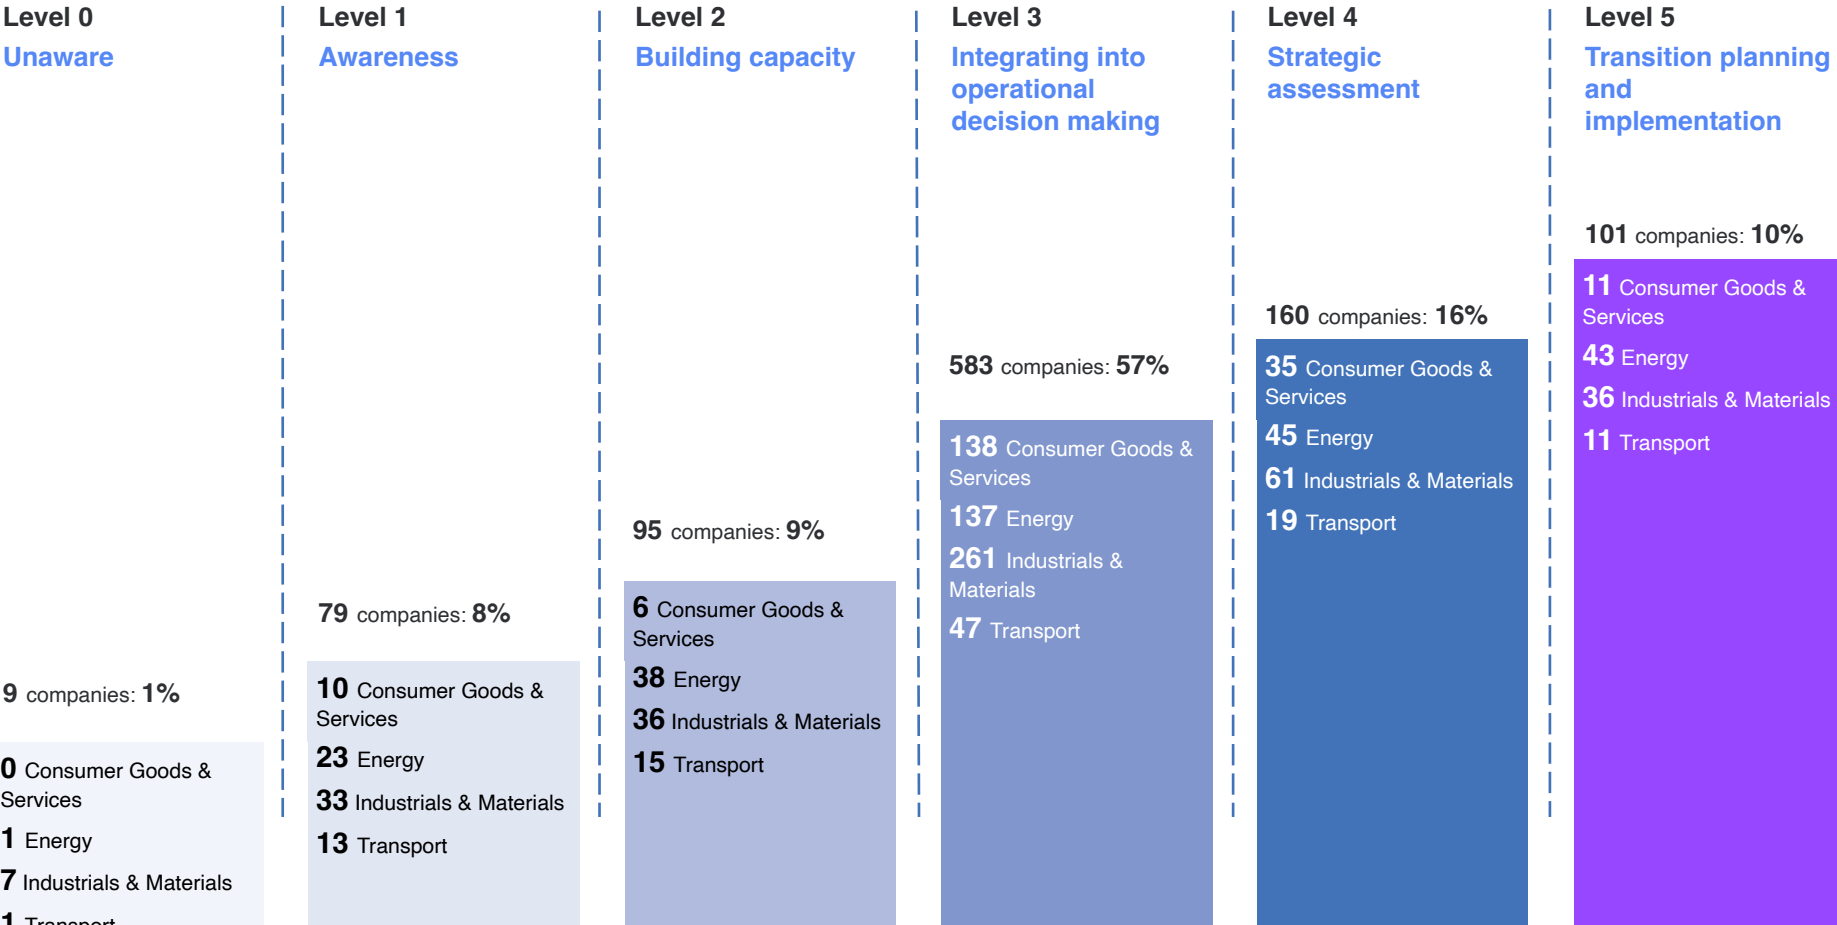 Level 0
Unaware
9 companies: 1%
0 Consumer Goods &
Services
1 Energy
7 Industrials & Materials
1 Transport
Level 1
Awareness
79 companies: 8%
10 Consumer Goods &
Services
23 Energy
33 Industrials & Materials
13 Transport
Level 2
Building capacity
95 companies: 9%
6 Consumer Goods &
Services
38 Energy
36 Industrials & Materials
15 Transport
Level 3
Integrating into
operational
decision making
583 companies: 57%
138 Consumer Goods &
Services
137 Energy
261 Industrials &
Materials
47 Transport
Level 4
Strategic
assessment
160 companies: 16%
35 Consumer Goods &
Services
45 Energy
61 Industrials & Materials
19 Transport
Level 5
Transition planning
and
implementation
101 companies: 10%
11 Consumer Goods &
Services
43 Energy
36 Industrials & Materials
11 Transport